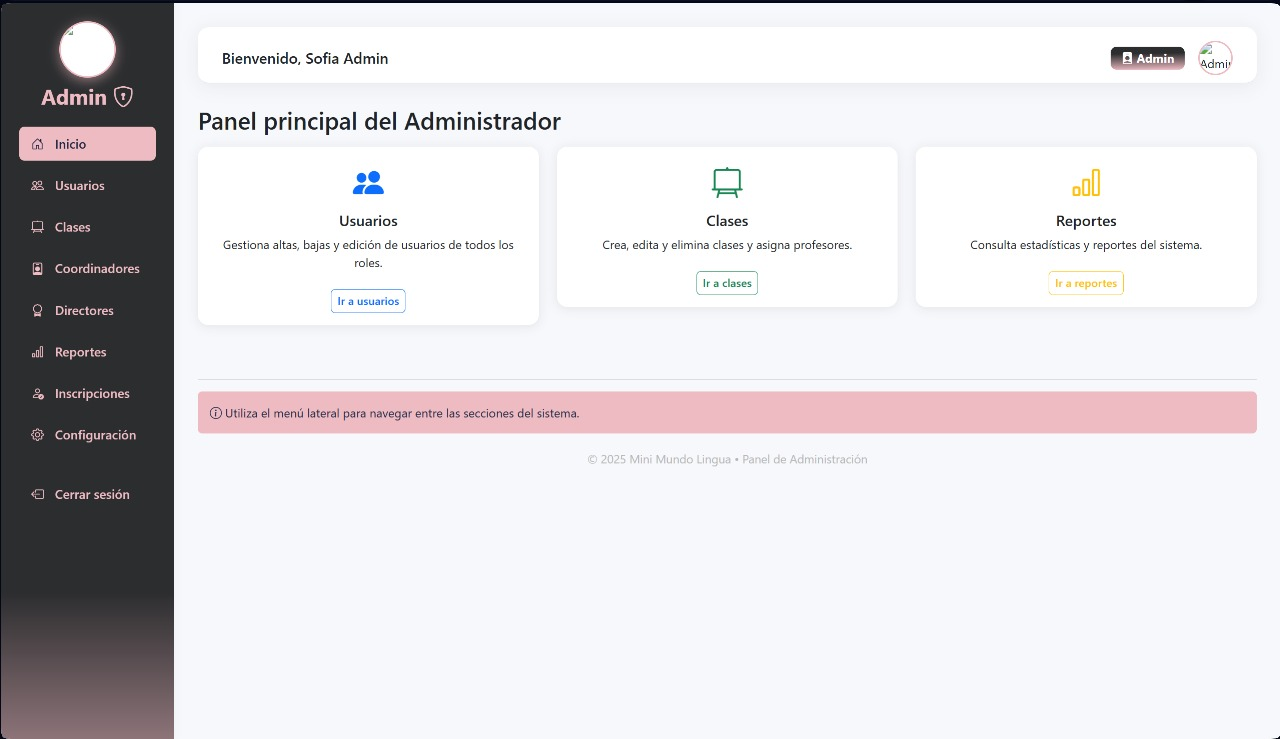 Admin
Inicio
Usuarios
Clases
Coordinadores
Directores
Reportes
Inscripciones
Configuración
Cerrar sesión
Bienvenido, Sofia Admin
Admin
Panel principal del Administrador
Usuarios
Gestiona altas, bajas y edición de usuarios de todos los
roles.
Ir a usuarios
Clases
Crea, edita y elimina clases y asigna profesores.
Ir a clases
Reportes
Consulta estadísticas y reportes del sistema.
Ir a reportes
Utiliza el menú lateral para navegar entre las secciones del sistema.
© 2025 Mini Mundo Lingua • Panel de Administración